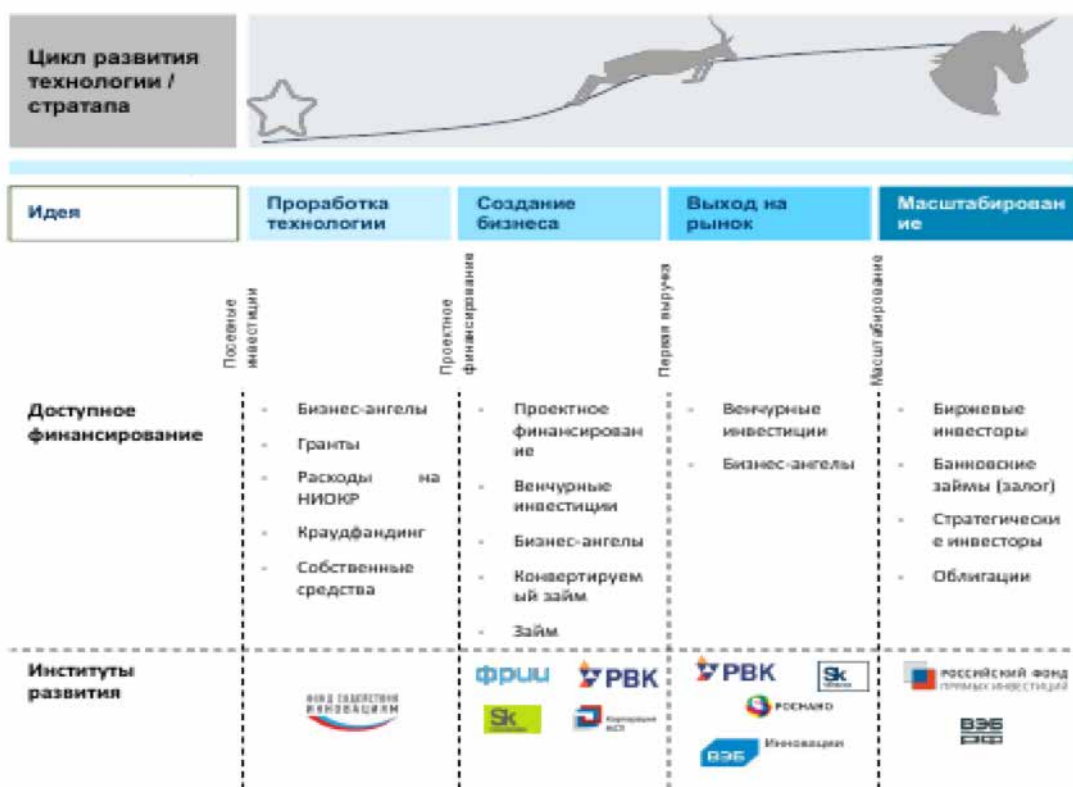 Цикл развития
технологии /
стратапа
Идея
Проработка
технологии
Создание
бизнеса
Выход на
рынок
Масштабирован
ие
Посевные
инвестиции
Проектное
финансирование
Первая выручка
Масштабирование
Доступное
финансирование
- Бизнес-ангелы
- Гранты
- Расходы на
НИОКР
- Краудфандинг
- Собственные
средства
- Проектное
финансирован
ие
- Венчурные
инвестиции
- Бизнес-ангелы
- Конвертируем
ый займ
- Займ
- Венчурные
инвестиции
- Бизнес-ангелы
- Биржевые
инвесторы
- Банковские
займы (залог)
- Стратегически
е инвесторы
- Облигации
Институты
развития
ФОНД СОДЕЙСТВИЯ
ИННОВАЦИЯМ
ФРИИ
РВК
Sk
Корпорация
МСП
РВК
Sk
РОСНАНО
ВЭБ Инновации
РОССИЙСКИЙ ФОНД
ПРЯМЫХ ИНВЕСТИЦИЙ
ВЭБ
РФ